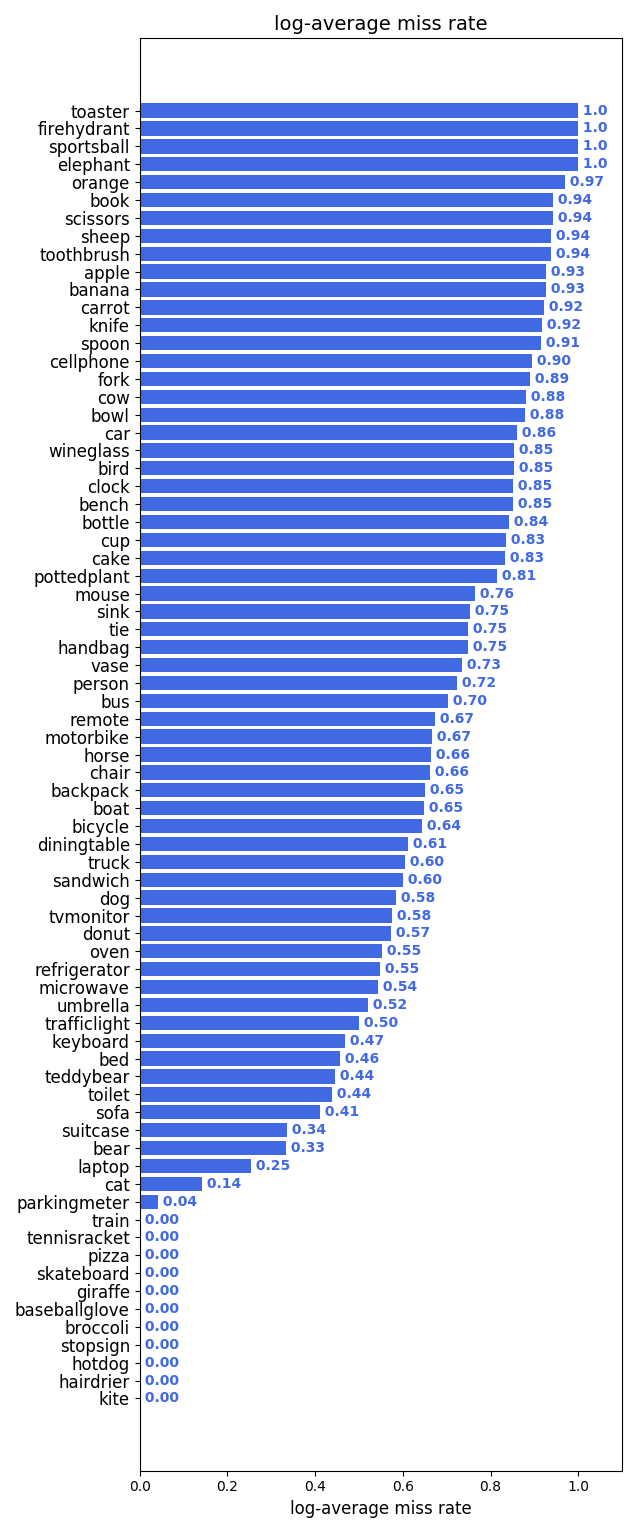 log-average miss rate
toaster 1.0
firehydrant 1.0
sportsball 1.0
elephant 1.0
orange 0.97
book 0.94
scissors 0.94
sheep 0.94
toothbrush 0.94
apple 0.93
banana 0.93
carrot 0.92
knife 0.92
spoon 0.91
cellphone 0.90
fork 0.89
cow 0.88
bowl 0.88
car 0.86
wineglass 0.85
bird 0.85
clock 0.85
bench 0.85
bottle 0.84
cup 0.83
cake 0.83
pottedplant 0.81
mouse 0.76
sink 0.75
tie 0.75
handbag 0.75
vase 0.73
person 0.72
bus 0.70
remote 0.67
motorbike 0.67
horse 0.66
chair 0.66
backpack 0.65
boat 0.65
bicycle 0.64
diningtable 0.61
truck 0.60
sandwich 0.60
dog 0.58
tvmonitor 0.58
donut 0.57
oven 0.55
refrigerator 0.55
microwave 0.54
umbrella 0.52
trafficlight 0.50
keyboard 0.47
bed 0.46
teddybear 0.44
toilet 0.44
sofa 0.41
suitcase 0.34
bear 0.33
laptop 0.25
cat 0.14
parkingmeter 0.04
train 0.00
tennisracket 0.00
pizza 0.00
skateboard 0.00
giraffe 0.00
baseballglove 0.00
broccoli 0.00
stopsign 0.00
hotdog 0.00
hairdrier 0.00
kite 0.00
0.0 0.2 0.4 0.6 0.8 1.0
log-average miss rate